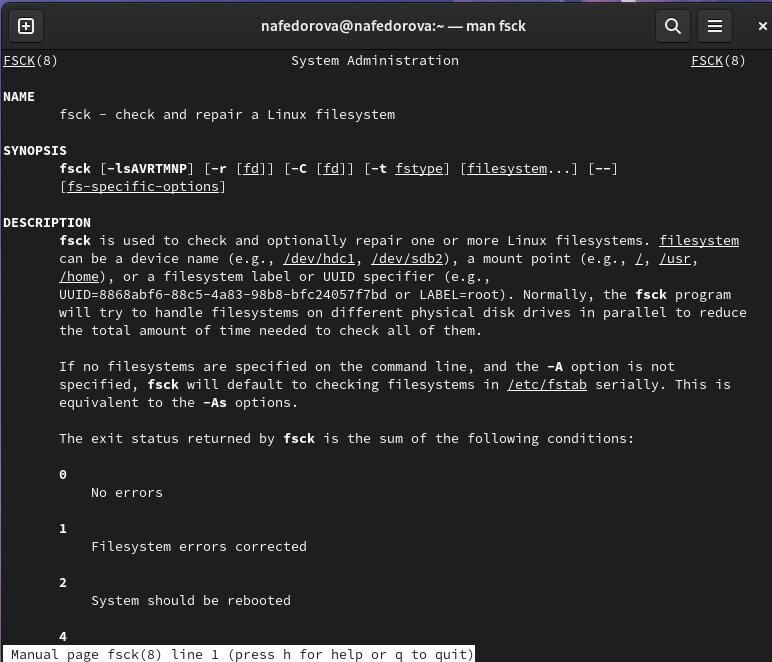 nafedorova@nafedorova:~ — man fsck
FSCK(8) System Administration FSCK(8)
NAME
fsck - check and repair a Linux filesystem
SYNOPSIS
fsck [-lsAVRTMNP] [-r [fd]] [-C [fd]] [-t fstype] [filesystem...] [--]
[fs-specific-options]
DESCRIPTION
fsck is used to check and optionally repair one or more Linux filesystems. filesystem
can be a device name (e.g., /dev/hdc1, /dev/sdb2), a mount point (e.g., /, /usr,
/home), or a filesystem label or UUID specifier (e.g.,
UUID=8868abf6-88c5-4a83-98b8-bfc24057f7bd or LABEL=root). Normally, the fsck program
will try to handle filesystems on different physical disk drives in parallel to reduce
the total amount of time needed to check all of them.
If no filesystems are specified on the command line, and the -A option is not
specified, fsck will default to checking filesystems in /etc/fstab serially. This is
equivalent to the -As options.
The exit status returned by fsck is the sum of the following conditions:
0
No errors
1
Filesystem errors corrected
2
System should be rebooted
4
Manual page fsck(8) line 1 (press h for help or q to quit)